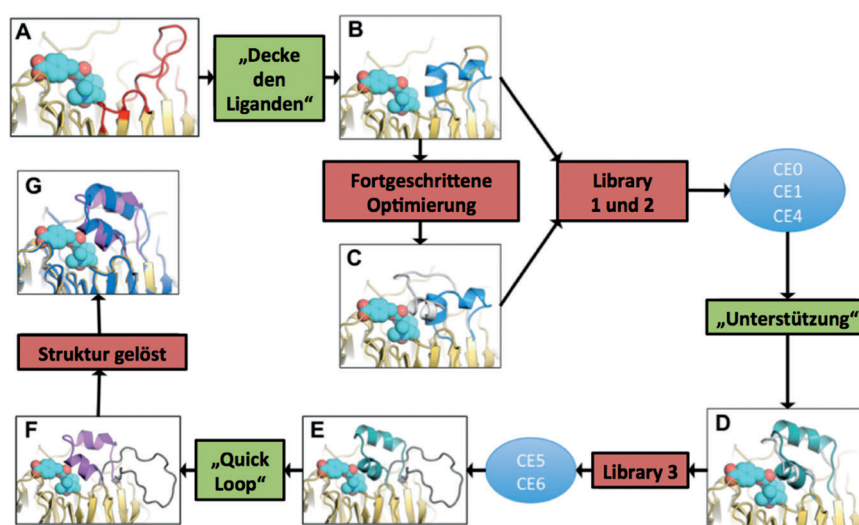 A
„Decke
den
Liganden“
B
Fortgeschrittene
Optimierung
C
Library
1 und 2
CE0
CE1
CE4
„Unterstützung“
D
Library 3
CE5
CE6
E
„Quick
Loop“
F
Struktur gelöst
G